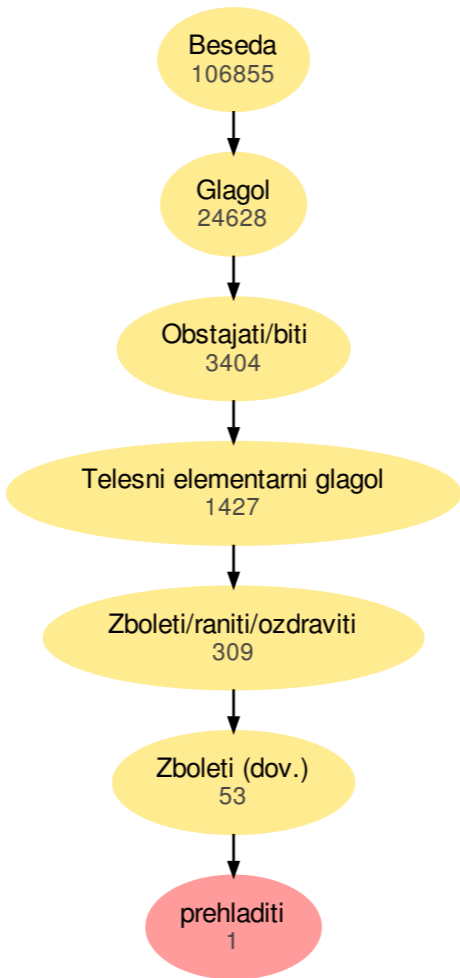 Beseda
106855
Glagol
24628
Obstajati/biti
3404
Telesni elementarni glagol
1427
Zboleti/raniti/ozdraviti
309
Zboleti (dov.)
53
prehladiti
1